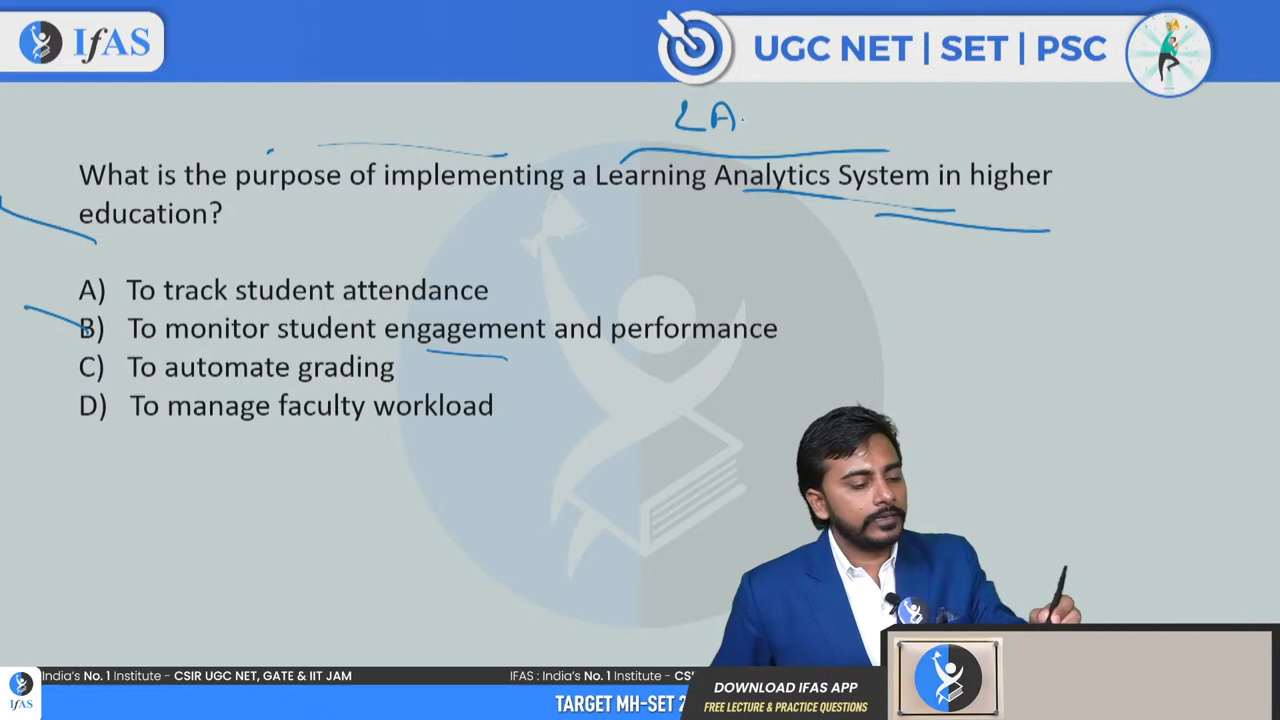 IfAS
UGC NET | SET | PSC
LA.
What is the purpose of implementing a Learning Analytics System in higher
education?
A) To track student attendance
B) To monitor student engagement and performance
C) To automate grading
D) To manage faculty workload
India's No. 1 Institute - CSIR UGC NET, GATE & IIT JAM
IFAS : India's No. 1 Institute -
IfAS
TARGET MH-SET
DOWNLOAD IFAS APP
FREE LECTURE & PRACTICE QUESTIONS